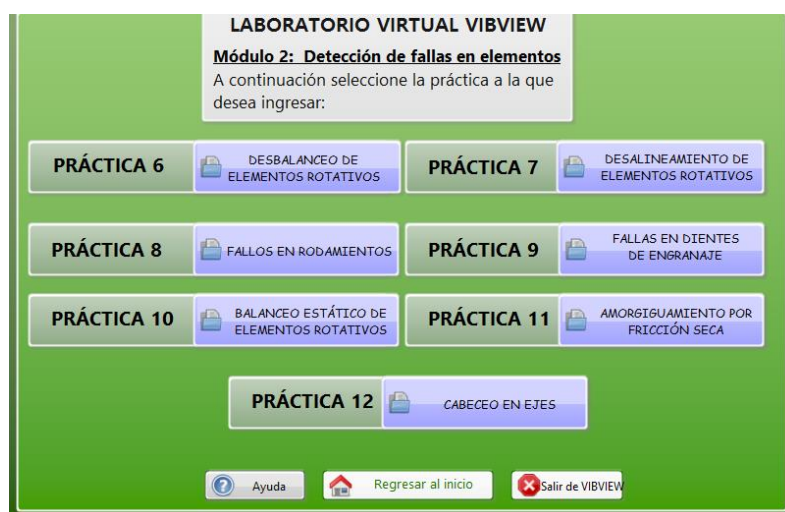 LABORATORIO VIRTUAL VIBVIEW
Módulo 2: Detección de fallas en elementos
A continuación seleccione la práctica a la que
desea ingresar:
PRÁCTICA 6
DESBALANCEO DE
ELEMENTOS ROTATIVOS
PRÁCTICA 7
DESALINEAMIENTO DE
ELEMENTOS ROTATIVOS
PRÁCTICA 8
FALLOS EN RODAMIENTOS
PRÁCTICA 9
FALLAS EN DIENTES
DE ENGRANAJE
PRÁCTICA 10
BALANCEO ESTÁTICO DE
ELEMENTOS ROTATIVOS
PRÁCTICA 11
AMORGIGUAMIENTO POR
FRICCIÓN SECA
PRÁCTICA 12
CABECEO EN EJES
Ayuda
Regresar al inicio
Salir de VIBVIEW